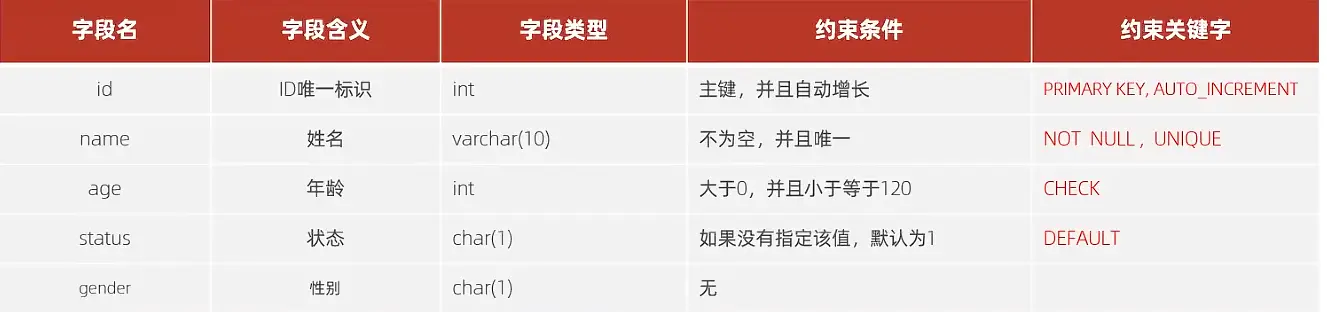 字段名 字段含义 字段类型 约束条件 约束关键字
id ID唯一标识 int 主键，并且自动增长 PRIMARY KEY, AUTO_INCREMENT
name 姓名 varchar(10) 不为空，并且唯一 NOT NULL , UNIQUE
age 年龄 int 大于0，并且小于等于120 CHECK
status 状态 char(1) 如果没有指定该值，默认为1 DEFAULT
gender 性别 char(1) 无